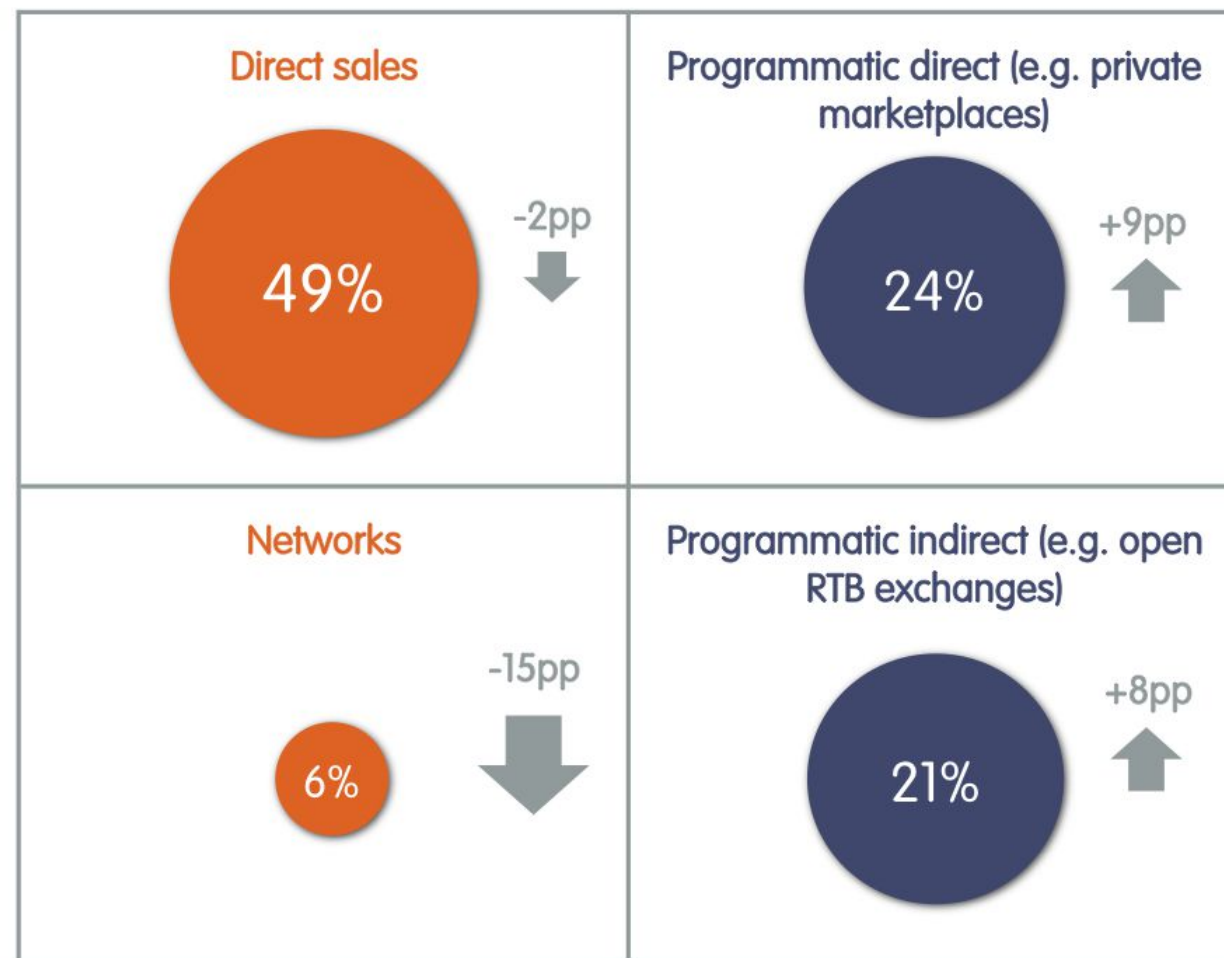 Direct sales
-2pp
49%
Programmatic direct (e.g. private
marketplaces)
+9pp
24%
Networks
-15pp
6%
Programmatic indirect (e.g. open
RTB exchanges)
+8pp
21%